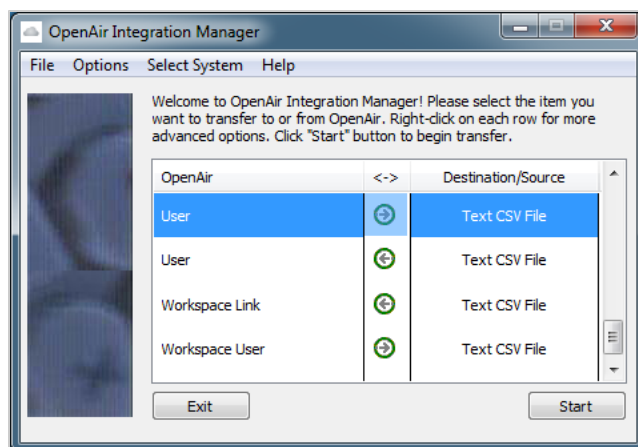 OpenAir Integration Manager
File Options Select System Help
Welcome to OpenAir Integration Manager! Please select the item you
want to transfer to or from OpenAir. Right-click on each row for more
advanced options. Click "Start" button to begin transfer.
OpenAir <-> Destination/Source
User Text CSV File
User Text CSV File
Workspace Link Text CSV File
Workspace User Text CSV File
Exit Start